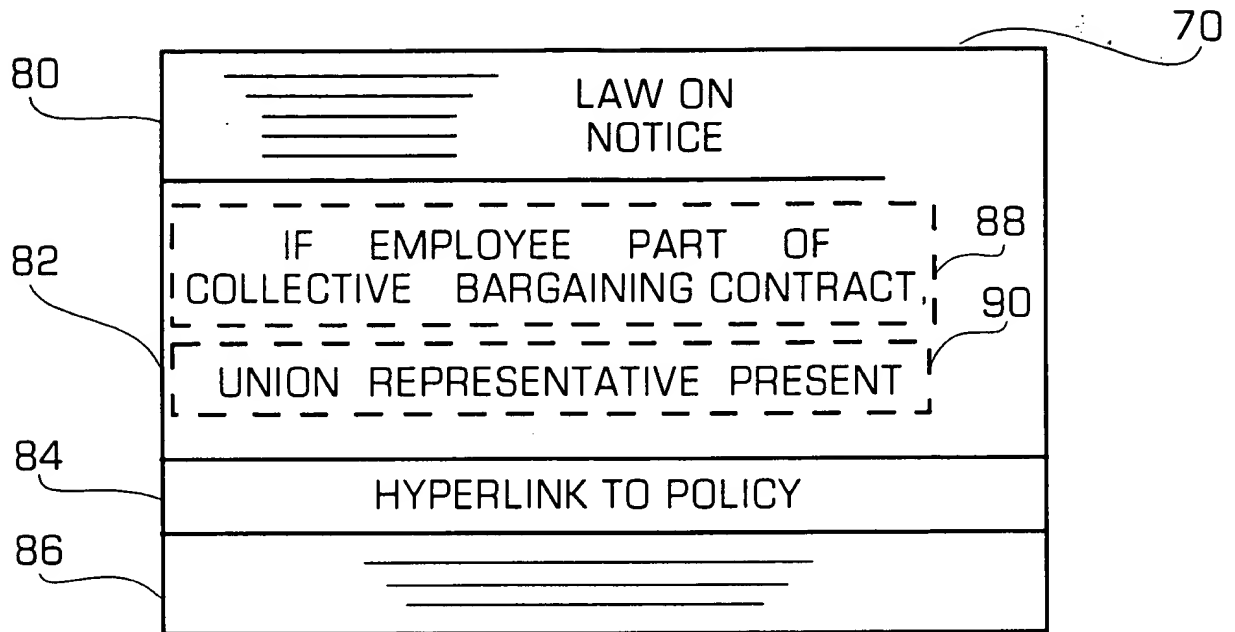 70
80
LAW ON
NOTICE
88
IF EMPLOYEE PART OF
82
COLLECTIVE BARGAINING CONTRACT,
90
UNION REPRESENTATIVE PRESENT
84
HYPERLINK TO POLICY
86